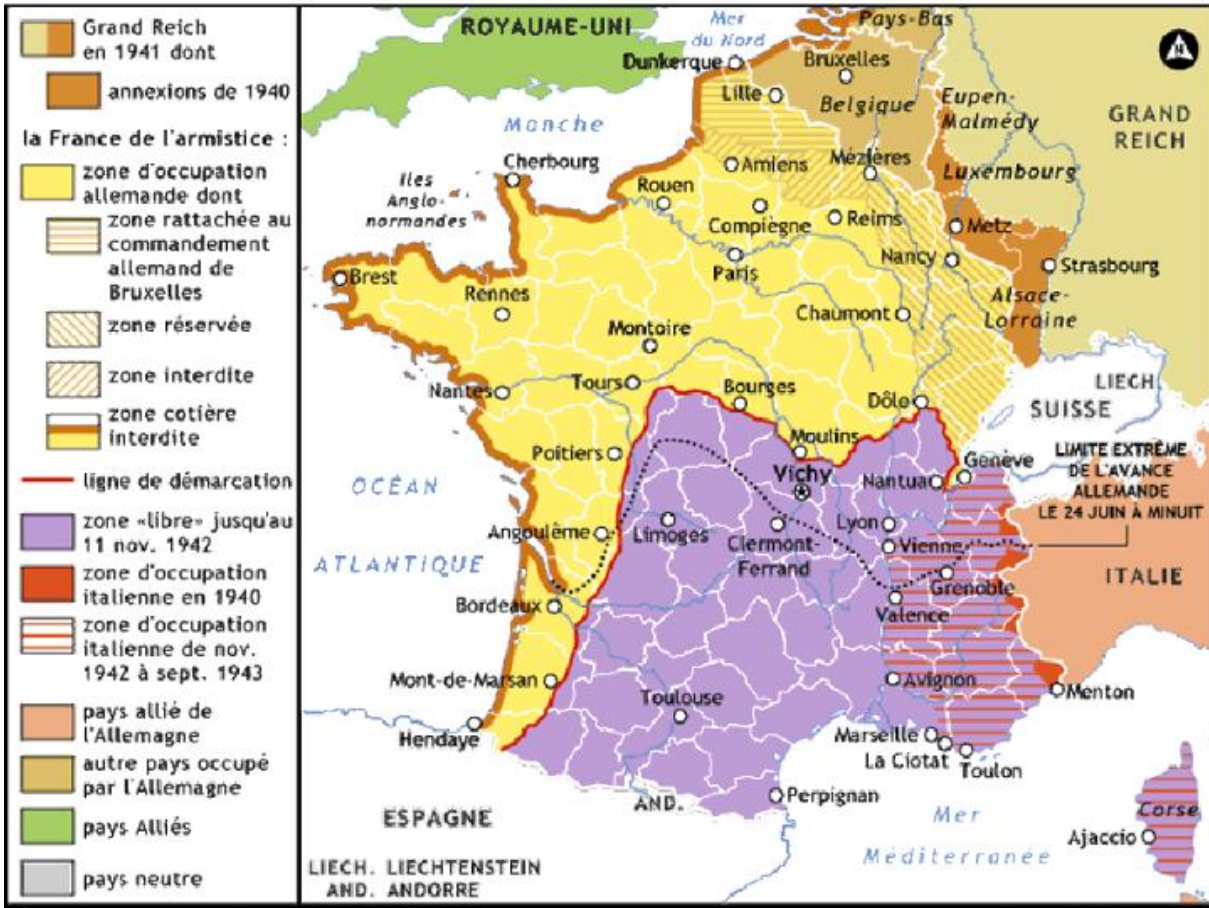 Grand Reich
en 1941 dont
annexions de 1940
la France de l'armistice :
zone d'occupation
allemande dont
zone rattachée au
commandement
allemand de
Bruxelles
zone réservée
zone interdite
zone cotière
interdite
ligne de démarcation
zone «libre» jusqu'au
11 nov. 1942
zone d'occupation
italienne en 1940
zone d'occupation
italienne de nov.
1942 à sept. 1943
pays allié de
l'Allemagne
autre pays occupé
par l'Allemagne
pays Alliés
pays neutre
ROYAUME-UNI
Mer
du Nord
Pays-Bas
N
Dunkerque
Bruxelles
Lille
Belgique
Eupen-
Malmédy
GRAND
REICH
Manche
Cherbourg
Amiens
Mézières
Luxembourg
Iles
Anglo-
normandes
Rouen
Compiègne
Reims
Metz
Paris
Nancy
Strasbourg
Brest
Rennes
Chaumont
Alsace-
Lorraine
Montoire
Nantes
Tours
Bourges
Dôle
LIECH.
SUISSE
Poitiers
Moulins
Vichy
Genève
LIMITE EXTRÊME
DE L'AVANCE
ALLEMANDE
LE 24 JUIN À MINUIT
Nantua
OCÉAN
ATLANTIQUE
Angoulème
Limoges
Clermont-
Ferrand
Lyon
Vienne
Grenoble
ITALIE
Bordeaux
Valence
Mont-de-Marsan
Toulouse
Avignon
Menton
Hendaye
Marseille
La Ciotat
Toulon
AND.
Perpignan
ESPAGNE
Mer
Méditerranée
Corse
Ajaccio
LIECH. LIECHTENSTEIN
AND. ANDORRE